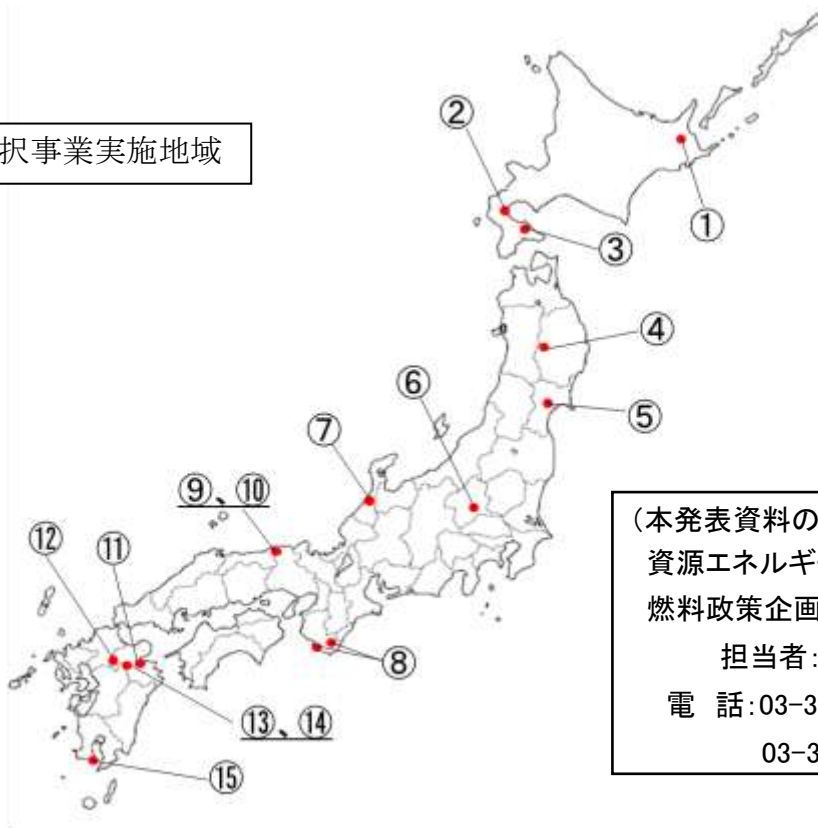 択事業実施地域
②
①
③
④
⑥
⑤
⑦
⑨、⑩
⑫
⑪
⑧
⑬、⑭
⑮
（本発表資料の
資源エネルギ
燃料政策企画
担当者：
電 話：03-3
03-3